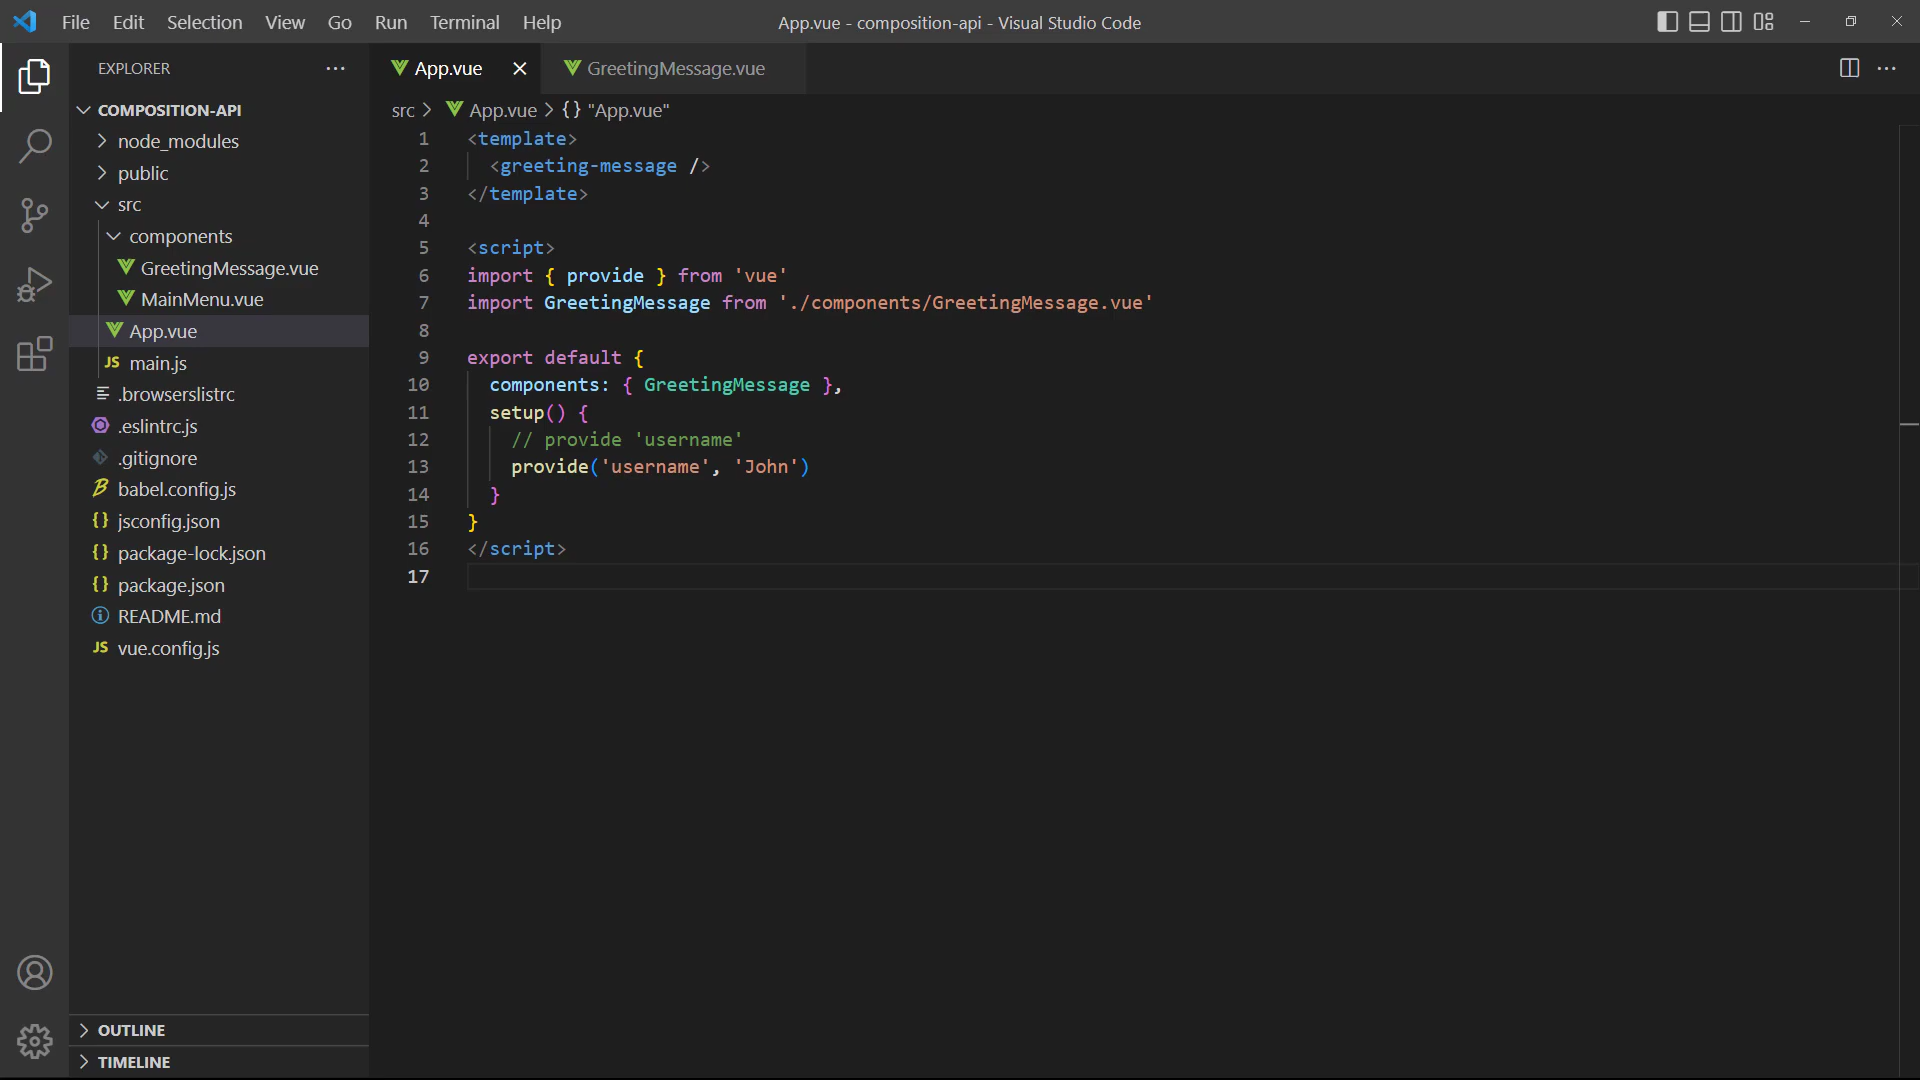 File Edit Selection View Go Run Terminal Help
App.vue - composition-api - Visual Studio Code
EXPLORER
COMPOSITION-API
node_modules
public
src
components
GreetingMessage.vue
MainMenu.vue
App.vue
JS main.js
.browserslistrc
.eslintrc.js
.gitignore
babel.config.js
{} jsconfig.json
{} package-lock.json
{} package.json
README.md
JS vue.config.js
OUTLINE
TIMELINE
App.vue
GreetingMessage.vue
src > App.vue > {} "App.vue"
1 <template>
2 <greeting-message />
3 </template>
4
5 <script>
6 import { provide } from 'vue'
7 import GreetingMessage from './components/GreetingMessage.vue'
8
9 export default {
10 components: { GreetingMessage },
11 setup() {
12 // provide 'username'
13 provide('username', 'John')
14 }
15 }
16 </script>
17